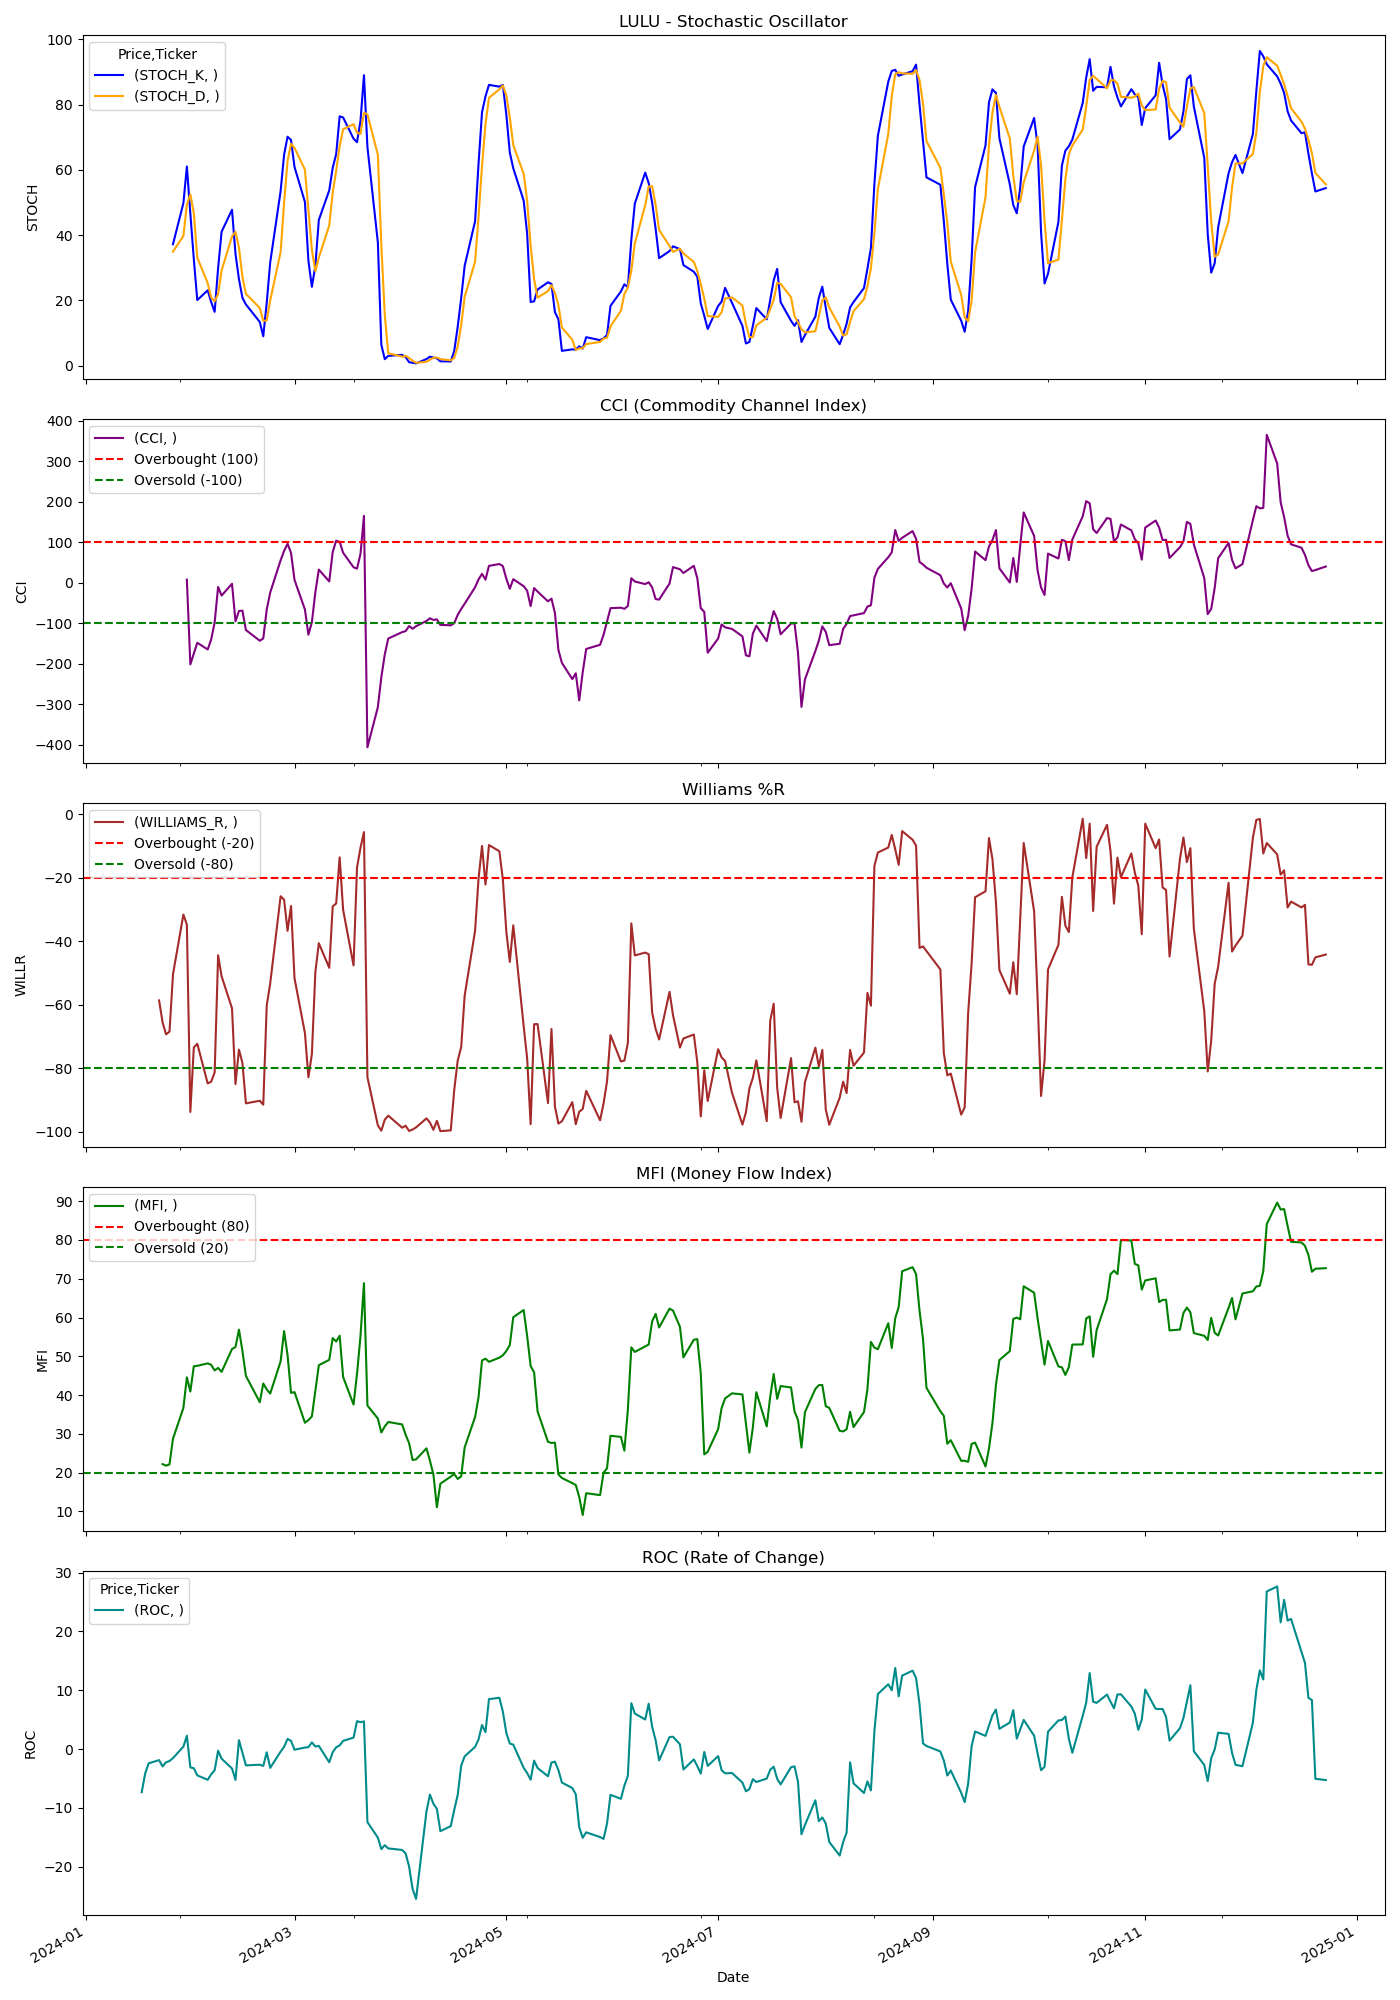 LULU - Stochastic Oscillator
100
80
60
40
20
0
STOCH
Price,Ticker
(STOCH_K, )
(STOCH_D, )
CCI (Commodity Channel Index)
400
300
200
100
0
−100
−200
−300
−400
CCI
(CCI, )
Overbought (100)
Oversold (-100)
Williams %R
0
−20
−40
−60
−80
−100
WILLR
(WILLIAMS_R, )
Overbought (-20)
Oversold (-80)
MFI (Money Flow Index)
90
80
70
60
50
40
30
20
10
MFI
(MFI, )
Overbought (80)
Oversold (20)
ROC (Rate of Change)
30
20
10
0
−10
−20
ROC
Price,Ticker
(ROC, )
2024-01
2024-03
2024-05
2024-07
2024-09
2024-11
2025-01
Date